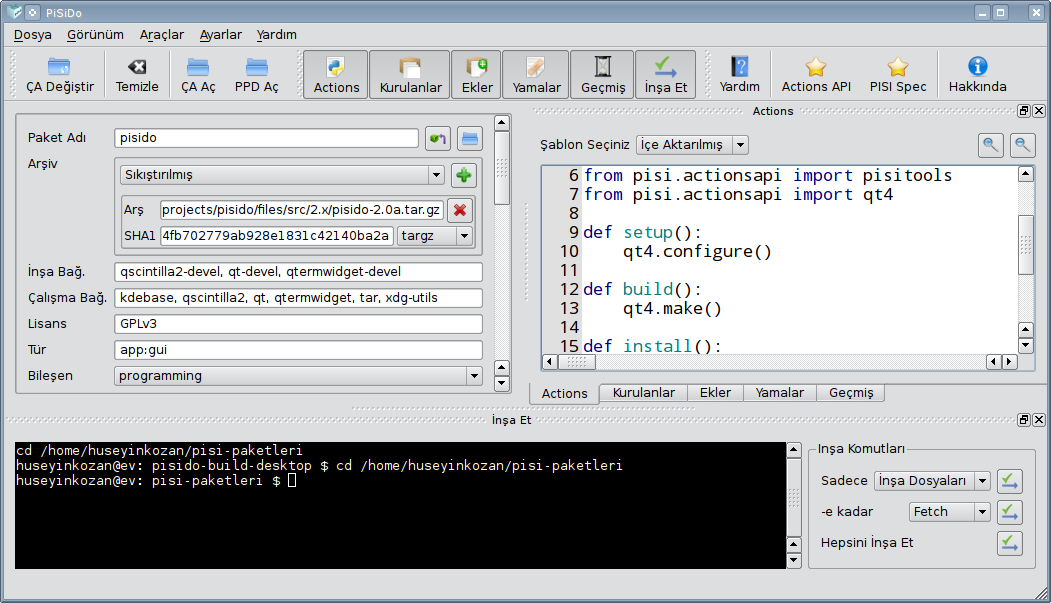 PiSiDo
Dosya Görünüm Araçlar Ayarlar Yardım
ÇA Değiştir Temizle ÇA Aç PPD Aç Actions Kurulanlar Ekler Yamalar Geçmiş İnşa Et Yardım Actions API PISI Spec Hakkında
Actions
Paket Adı pisido
Arşiv
Sıkıştırılmış
Arş projects/pisido/files/src/2.x/pisido-2.0a.tar.gz
SHA1 4fb702779ab928e1831c42140ba2a targz
İnşa Bağ. qscintilla2-devel, qt-devel, qtermwidget-devel
Çalışma Bağ. kdebase, qscintilla2, qt, qtermwidget, tar, xdg-utils
Lisans GPLv3
Tür app:gui
Bileşen programming
Şablon Seçiniz İçe Aktarılmış
6 from pisi.actionsapi import pisitools
7 from pisi.actionsapi import qt4
8
9 def setup():
10 qt4.configure()
11
12 def build():
13 qt4.make()
14
15 def install():
Actions Kurulanlar Ekler Yamalar Geçmiş
İnşa Et
cd /home/huseyinkozan/pisi-paketleri
huseyinkozan@ev: pisido-build-desktop $ cd /home/huseyinkozan/pisi-paketleri
huseyinkozan@ev: pisi-paketleri $
İnşa Komutları
Sadece İnşa Dosyaları
-e kadar Fetch
Hepsini İnşa Et